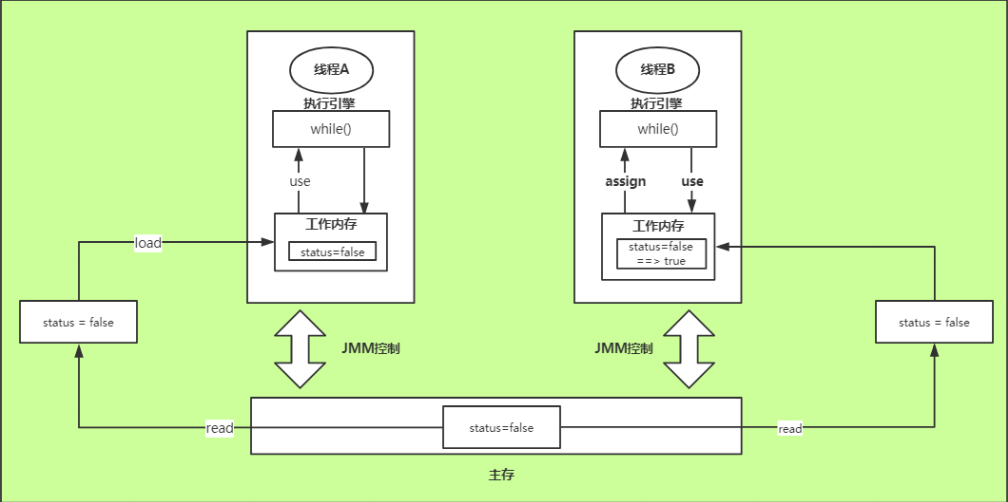 线程A
执行引擎
while()
use
工作内存
status=false
load
status = false
read
JMM控制
线程B
执行引擎
while()
assign
use
工作内存
status=false
==> true
status = false
read
JMM控制
status=false
主存